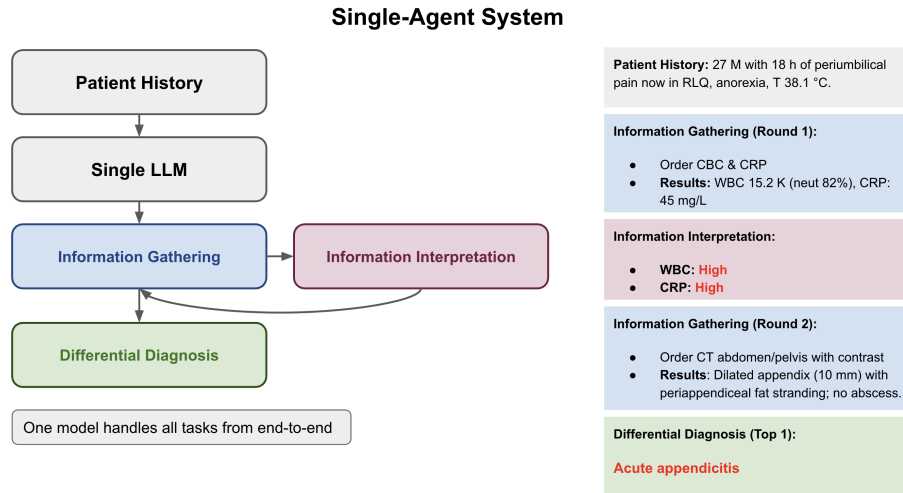 Single-Agent System
Patient History
Single LLM
Information Gathering
Information Interpretation
Differential Diagnosis
One model handles all tasks from end-to-end
Patient History: 27 M with 18 h of periumbilical
pain now in RLQ, anorexia, T 38.1 °C.
Information Gathering (Round 1):
● Order CBC & CRP
● Results: WBC 15.2 K (neut 82%), CRP:
45 mg/L
Information Interpretation:
● WBC: High
● CRP: High
Information Gathering (Round 2):
● Order CT abdomen/pelvis with contrast
● Results: Dilated appendix (10 mm) with
periappendiceal fat stranding; no abscess.
Differential Diagnosis (Top 1):
Acute appendicitis